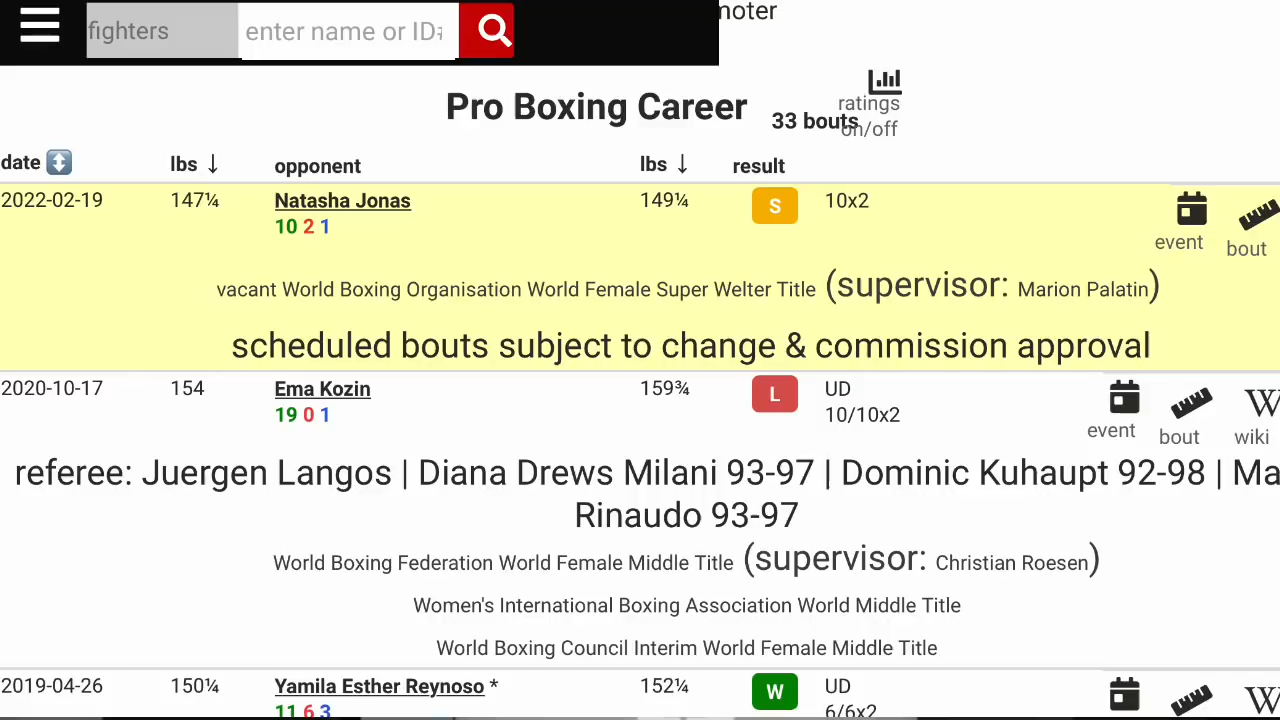 fighters enter name or ID# moter
Pro Boxing Career 33 bouts ratings on/off
date lbs ↓ opponent lbs ↓ result
2022-02-19 147¼ Natasha Jonas 149¼ S 10x2
10 2 1
event bout
vacant World Boxing Organisation World Female Super Welter Title (supervisor: Marion Palatin)
scheduled bouts subject to change & commission approval
2020-10-17 154 Ema Kozin 159¾ L UD
19 0 1 10/10x2
event bout wiki
referee: Juergen Langos | Diana Drews Milani 93-97 | Dominic Kuhaupt 92-98 | Ma
Rinaudo 93-97
World Boxing Federation World Female Middle Title (supervisor: Christian Roesen)
Women's International Boxing Association World Middle Title
World Boxing Council Interim World Female Middle Title
2019-04-26 150¼ Yamila Esther Reynoso * 152¼ W UD
11 6 3 6/6x2